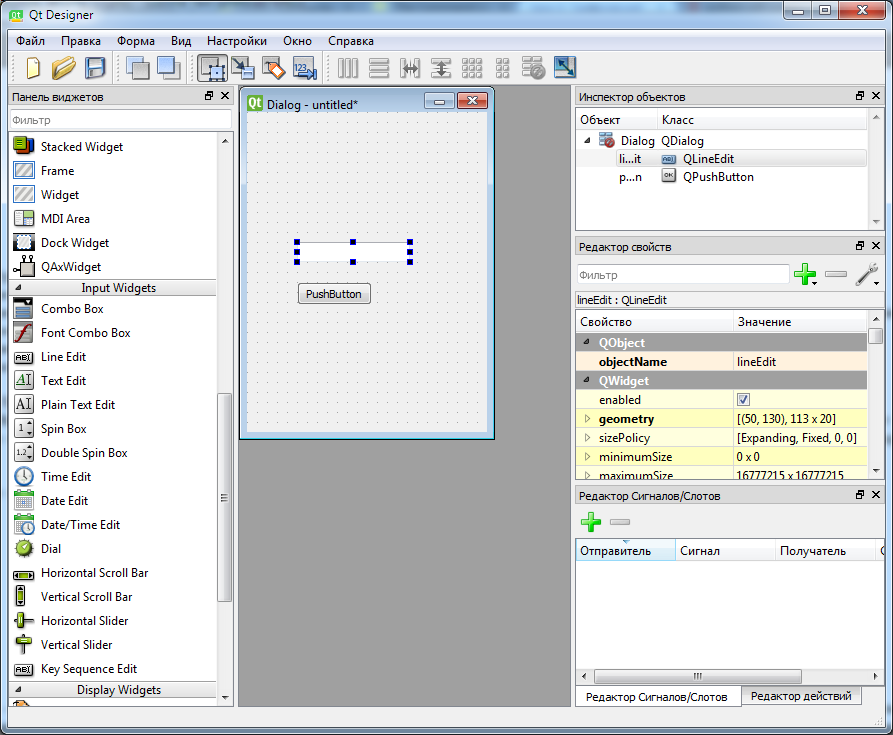 Qt Designer
Файл Правка Форма Вид Настройки Окно Справка
Панель виджетов
Фильтр
Stacked Widget
Frame
Widget
MDI Area
Dock Widget
QAxWidget
Input Widgets
Combo Box
Font Combo Box
Line Edit
Text Edit
Plain Text Edit
Spin Box
Double Spin Box
Time Edit
Date Edit
Date/Time Edit
Dial
Horizontal Scroll Bar
Vertical Scroll Bar
Horizontal Slider
Vertical Slider
Key Sequence Edit
Display Widgets
Dialog - untitled*
PushButton
Инспектор объектов
Объект Класс
Dialog QDialog
li...it QLineEdit
p...n QPushButton
Редактор свойств
Фильтр
lineEdit : QLineEdit
Свойство Значение
QObject
objectName lineEdit
QWidget
enabled
geometry [(50, 130), 113 x 20]
sizePolicy [Expanding, Fixed, 0, 0]
minimumSize 0 x 0
maximumSize 16777215 x 16777215
Редактор Сигналов/Слотов
Отправитель Сигнал Получатель
Редактор Сигналов/Слотов Редактор действий